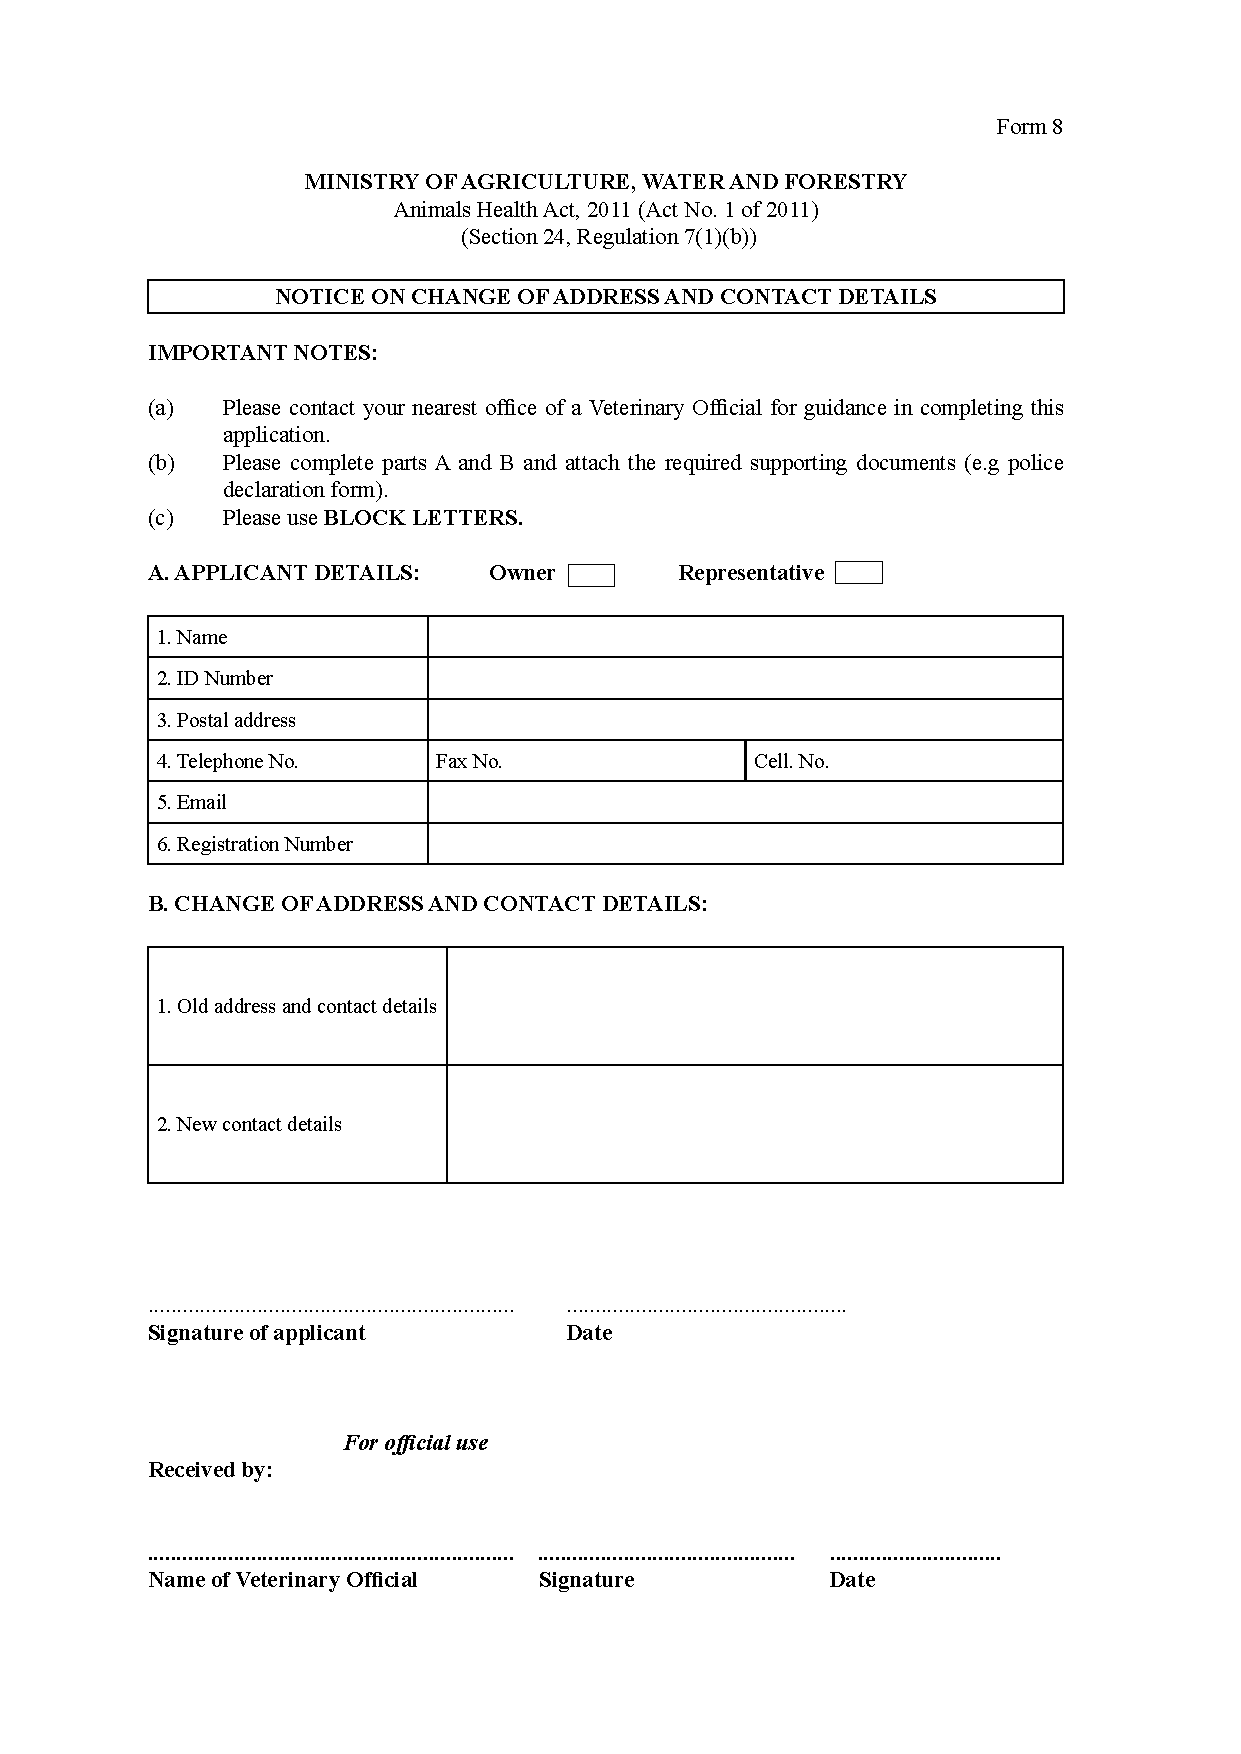 Form 8
MINISTRY OF AGRICULTURE, WATER AND FORESTRY
Animals Health Act, 2011 (Act No. 1 of 2011)
(Section 24, Regulation 7(1)(b))
NOTICE ON CHANGE OF ADDRESS AND CONTACT DETAILS
IMPORTANT NOTES:
(a) Please contact your nearest office of a Veterinary Official for guidance in completing this
application.
(b) Please complete parts A and B and attach the required supporting documents (e.g police
declaration form).
(c) Please use BLOCK LETTERS.
A. APPLICANT DETAILS: Owner Representative
1. Name
2. ID Number
3. Postal address
4. Telephone No. Fax No. Cell. No.
5. Email
6. Registration Number
B. CHANGE OF ADDRESS AND CONTACT DETAILS:
1. Old address and contact details
2. New contact details
................................................................ .................................................
Signature of applicant Date
For official use
Received by:
................................................................ ............................................. ..............................
Name of Veterinary Official Signature Date